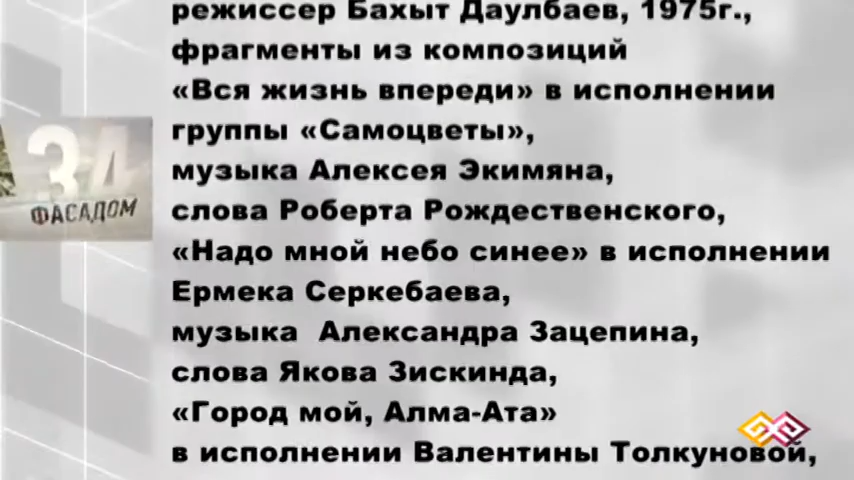 режиссер Бахыт Даулбаев, 1975г.,
фрагменты из композиций
«Вся жизнь впереди» в исполнении
группы «Самоцветы»,
музыка Алексея Экимяна,
слова Роберта Рождественского,
«Надо мной небо синее» в исполнении
Ермека Серкебаева,
музыка  Александра Зацепина,
слова Якова Зискинда,
«Город мой, Алма-Ата»
в исполнении Валентины Толкуновой,
ЗА
ФАСАДОМ